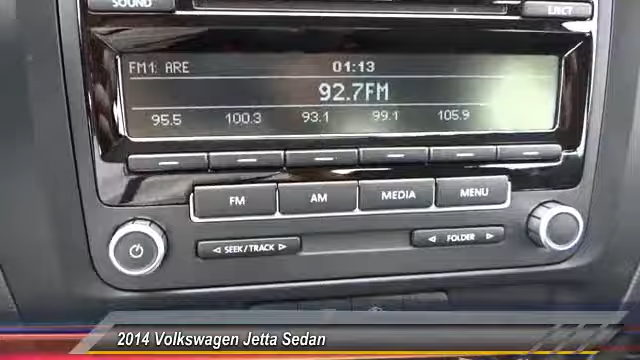 SOUND EJECT
FM1: ARE 01:13
92.7FM
95.5 100.3 93.1 99.1 105.9
FM AM MEDIA MENU
SEEK/TRACK FOLDER
2014 Volkswagen Jetta Sedan